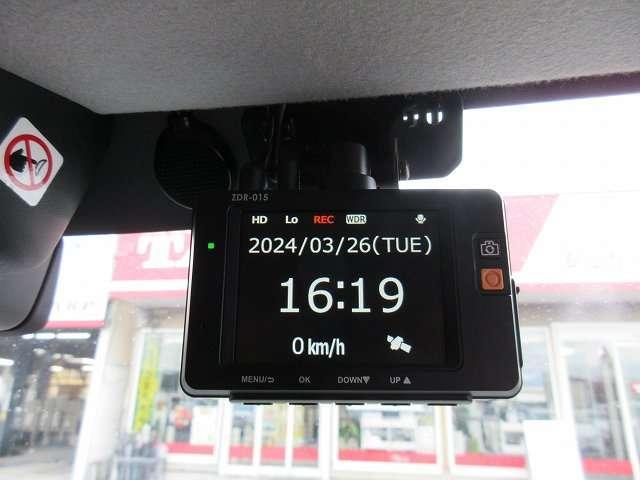 ZDR-015
HD Lo REC WDR
2024/03/26(TUE)
16:19
0 km/h
MENU/⮌ OK DOWN▼ UP▲